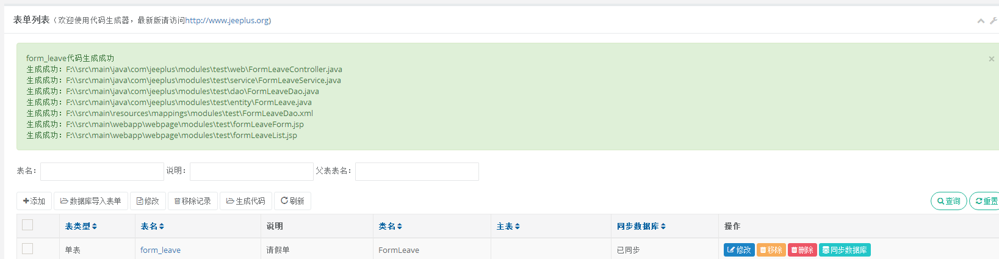 表单列表（欢迎使用代码生成器，最新版请访问http://www.jeeplus.org)
form_leave代码生成成功
×
生成成功：F:\\src\main\java\com\jeeplus\modules\test\web\FormLeaveController.java
生成成功：F:\\src\main\java\com\jeeplus\modules\test\service\FormLeaveService.java
生成成功：F:\\src\main\java\com\jeeplus\modules\test\dao\FormLeaveDao.java
生成成功：F:\\src\main\java\com\jeeplus\modules\test\entity\FormLeave.java
生成成功：F:\\src\main\resources\mappings\modules\test\FormLeaveDao.xml
生成成功：F:\\src\main\webapp\webpage\modules\test\formLeaveForm.jsp
生成成功：F:\\src\main\webapp\webpage\modules\test\formLeaveList.jsp
表名： 说明： 父表表名：
添加 数据库导入表单 修改 移除记录 生成代码 刷新 查询 重置
表类型 表名 说明 类名 主表 同步数据库 操作
单表 form_leave 请假单 FormLeave 已同步 修改 移除 删除 同步数据库